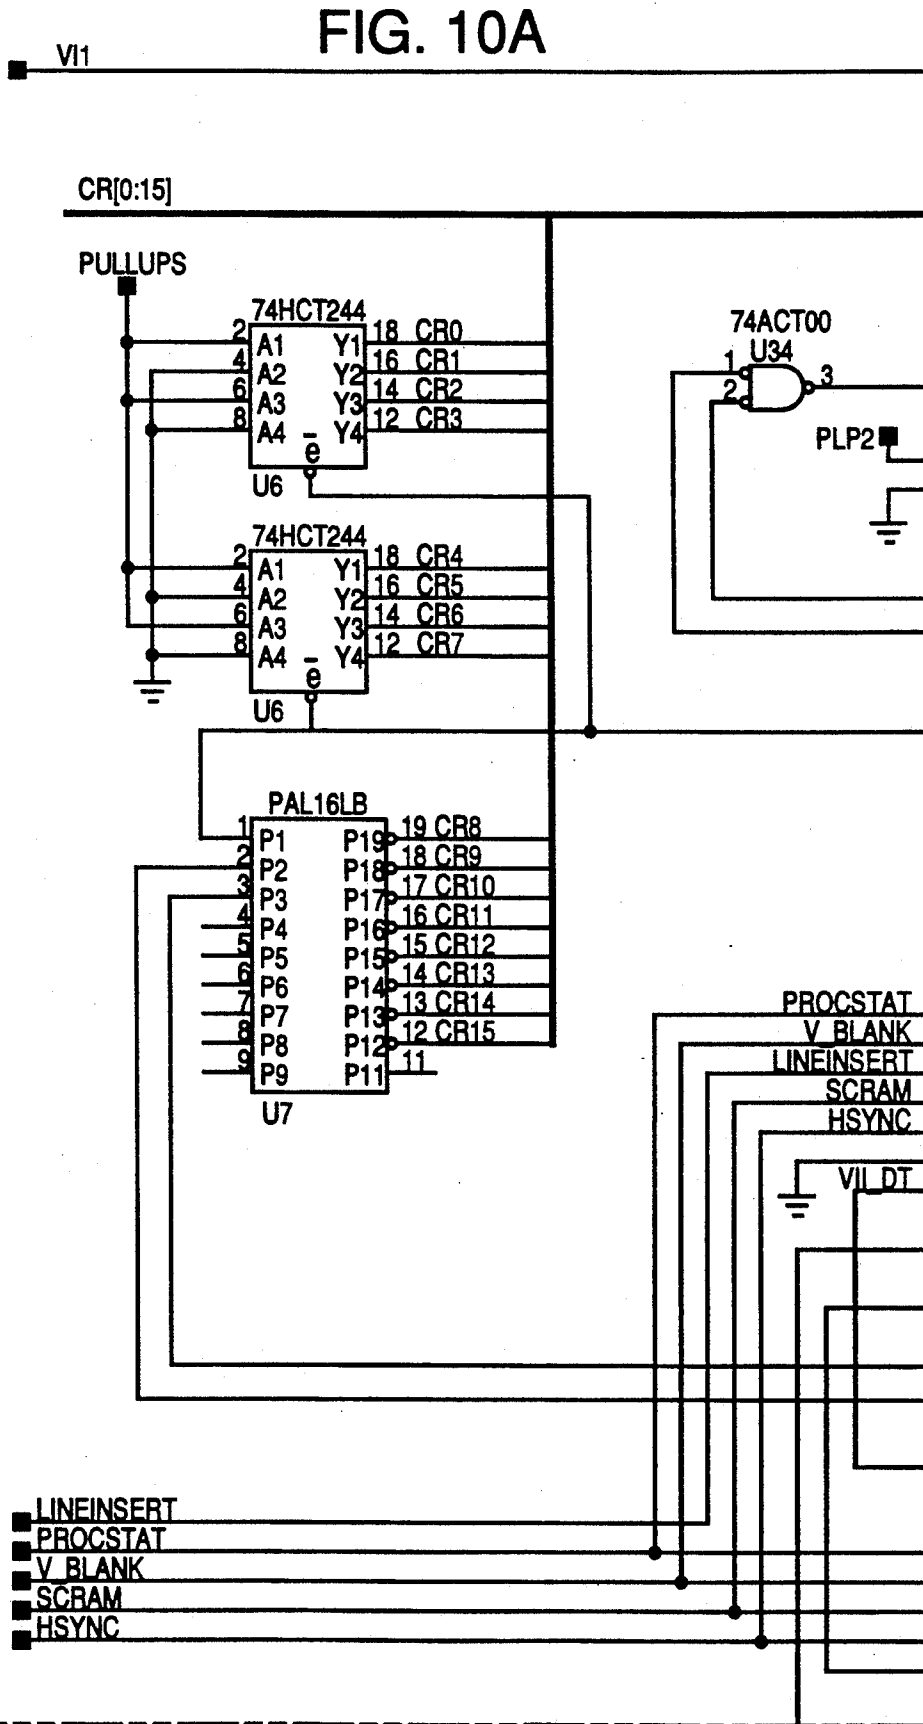 FIG. 10A
VI1
CR[0:15]
PULLUPS
74HCT244
2 A1 Y1 18 CR0
4 A2 Y2 16 CR1
6 A3 Y3 14 CR2
8 A4 Y4 12 CR3
e
U6
74HCT244
2 A1 Y1 18 CR4
4 A2 Y2 16 CR5
6 A3 Y3 14 CR6
8 A4 Y4 12 CR7
e
U6
74ACT00
U34
1
2
3
PLP2
PAL16LB
1 P1 P19 19 CR8
2 P2 P18 18 CR9
3 P3 P17 17 CR10
4 P4 P16 16 CR11
5 P5 P15 15 CR12
6 P6 P14 14 CR13
7 P7 P13 13 CR14
8 P8 P12 12 CR15
9 P9 P11 11
U7
PROCSTAT
V_BLANK
LINEINSERT
SCRAM
HSYNC
VII_DT
LINEINSERT
PROCSTAT
V_BLANK
SCRAM
HSYNC